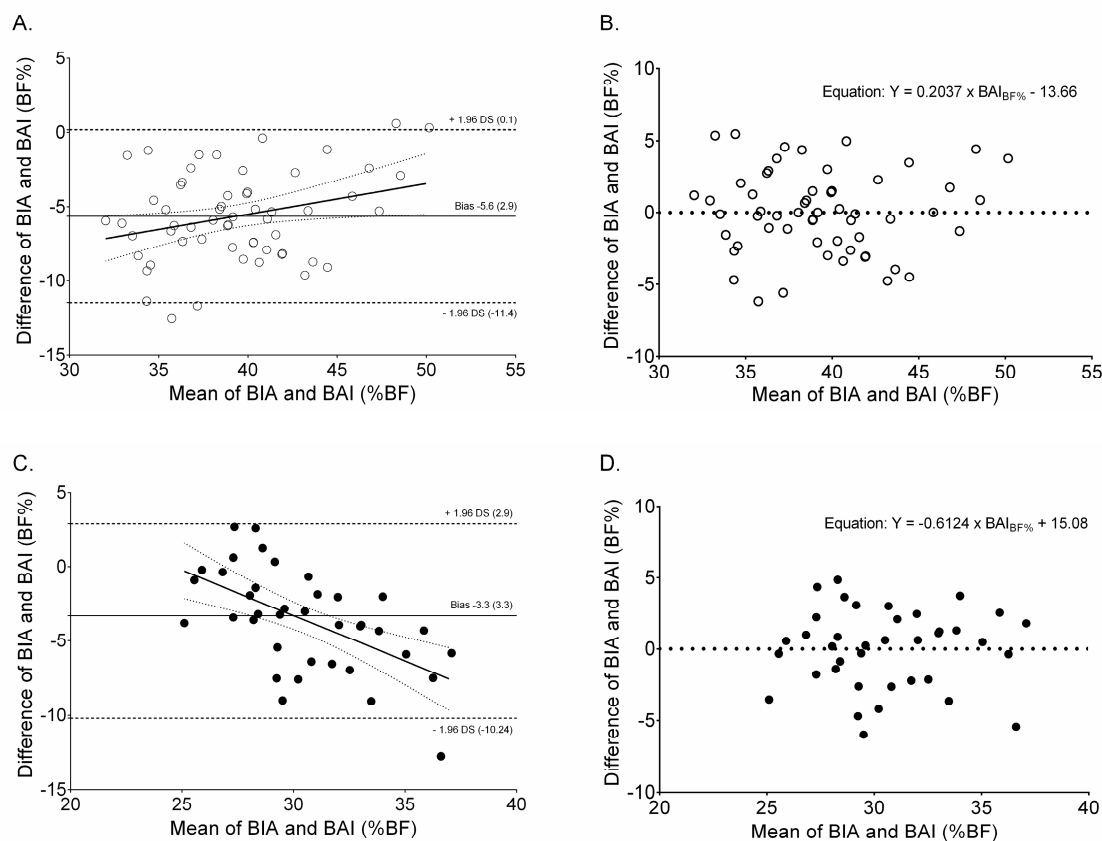 A.
Difference of BIA and BAI (BF%)
5
0
-5
-10
-15
+ 1.96 DS (0.1)
Bias -5.6 (2.9)
- 1.96 DS (-11.4)
30
35
40
45
50
55
Mean of BIA and BAI (%BF)
B.
Difference of BIA and BAI (BF%)
10
5
0
-5
-10
Equation: Y = 0.2037 x BAIBF% - 13.66
30
35
40
45
50
55
Mean of BIA and BAI (%BF)
C.
Difference of BIA and BAI (BF%)
5
0
-5
-10
-15
+ 1.96 DS (2.9)
Bias -3.3 (3.3)
- 1.96 DS (-10.24)
20
25
30
35
40
Mean of BIA and BAI (%BF)
D.
Difference of BIA and BAI (BF%)
10
5
0
-5
-10
Equation: Y = -0.6124 x BAIBF% + 15.08
20
25
30
35
40
Mean of BIA and BAI (%BF)